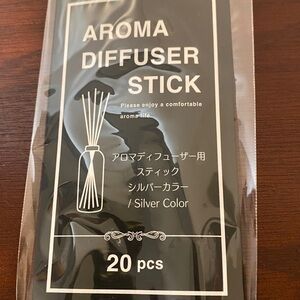 AROMA
DIFFUSER
STICK
Please enjoy a comfortable
aroma life.
アロマディフューザー用
スティック
シルバーカラー
/ Silver Color
20 pcs